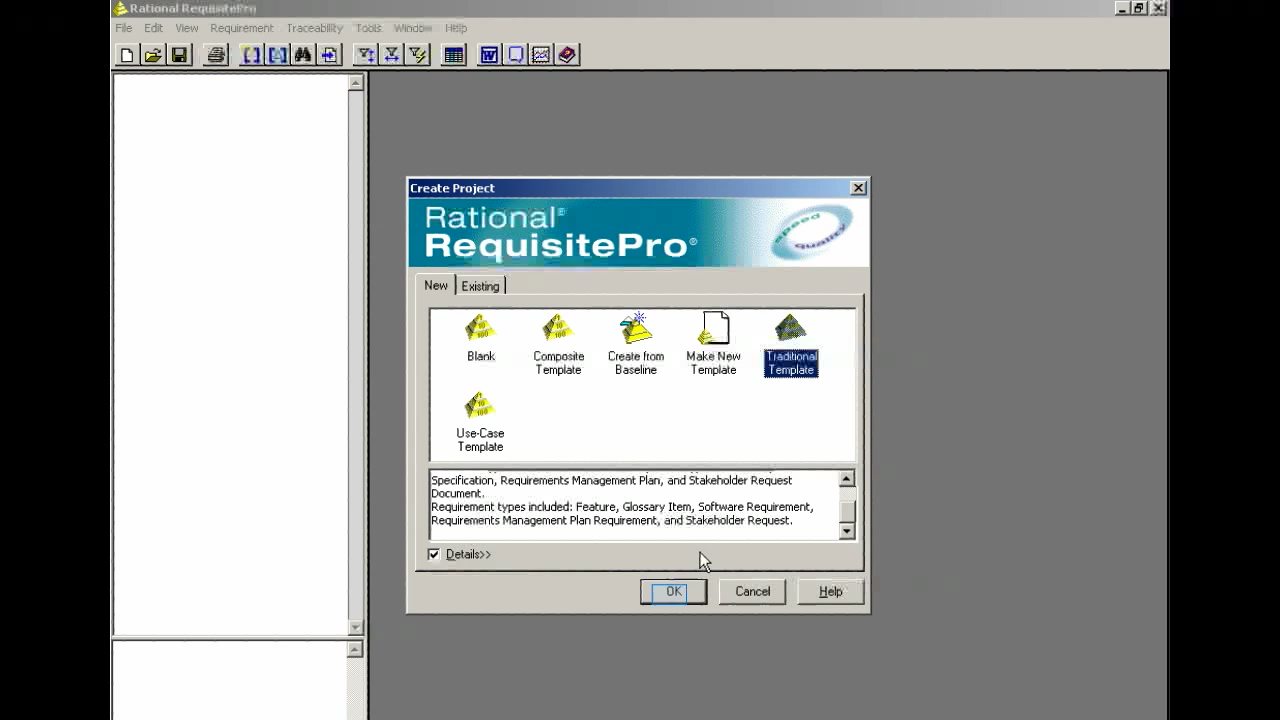 Rational RequisitePro
File Edit View Requirement Traceability Tools Window Help
Create Project
Rational®
RequisitePro®
speed
quality
New Existing
Blank
Composite
Template
Create from
Baseline
Make New
Template
Traditional
Template
Use-Case
Template
Specification, Requirements Management Plan, and Stakeholder Request
Document.
Requirement types included: Feature, Glossary Item, Software Requirement,
Requirements Management Plan Requirement, and Stakeholder Request.
Details>>
OK Cancel Help